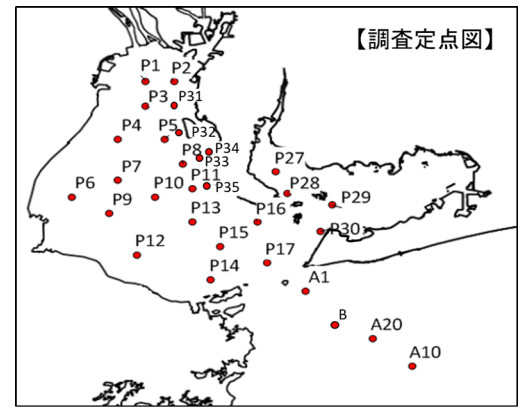 【調査定点図】
P1 P2
P3 P31
P4 P5 P32
P8 P34
P33
P7 P11 P27
P6 P10 P35 P28
P9 P29
P13 P16
P30
P12 P15 P17
P14
A1
B
A20
A10